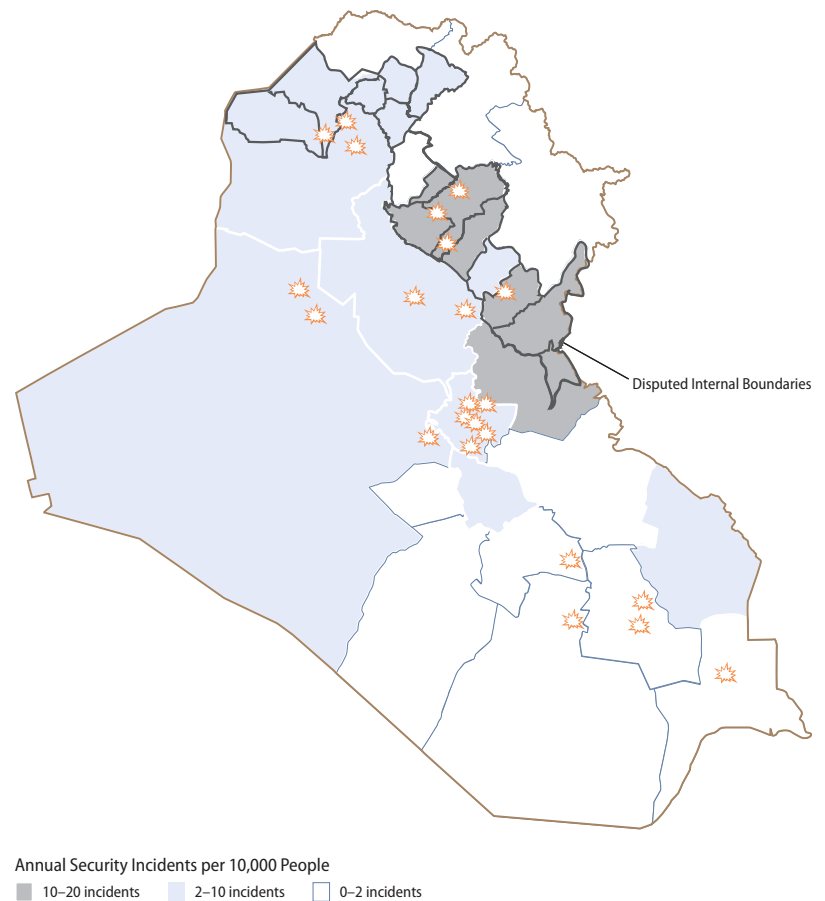 Disputed Internal Boundaries
Annual Security Incidents per 10,000 People
10–20 incidents 2–10 incidents 0–2 incidents